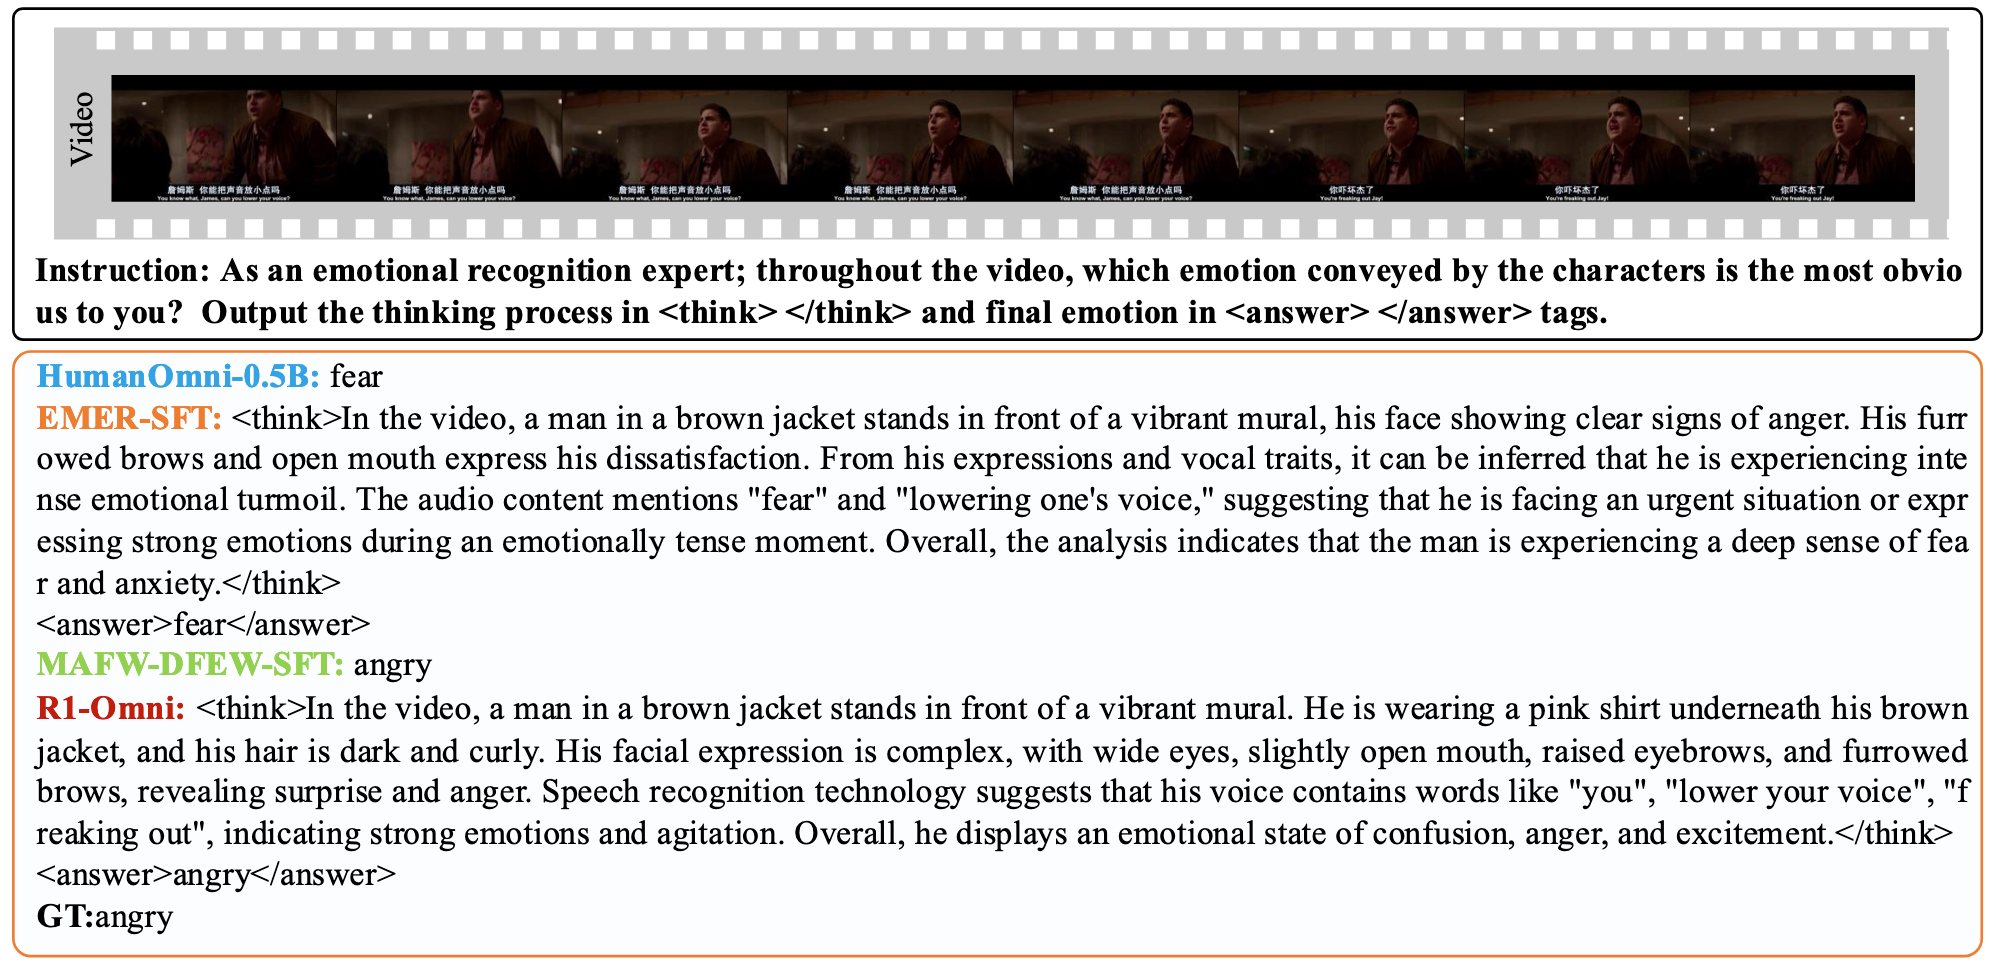 Video
詹姆斯 你能把声音放小点吗
You know what, James, can you lower your voice?
詹姆斯 你能把声音放小点吗
You know what, James, can you lower your voice?
詹姆斯 你能把声音放小点吗
You know what, James, can you lower your voice?
詹姆斯 你能把声音放小点吗
You know what, James, can you lower your voice?
詹姆斯 你能把声音放小点吗
You know what, James, can you lower your voice?
你吓坏杰了
You're freaking out Jay!
你吓坏杰了
You're freaking out Jay!
你吓坏杰了
You're freaking out Jay!
Instruction: As an emotional recognition expert; throughout the video, which emotion conveyed by the characters is the most obvio
us to you? Output the thinking process in <think> </think> and final emotion in <answer> </answer> tags.
HumanOmni-0.5B: fear
EMER-SFT: <think>In the video, a man in a brown jacket stands in front of a vibrant mural, his face showing clear signs of anger. His furr
owed brows and open mouth express his dissatisfaction. From his expressions and vocal traits, it can be inferred that he is experiencing inte
nse emotional turmoil. The audio content mentions "fear" and "lowering one's voice," suggesting that he is facing an urgent situation or expr
essing strong emotions during an emotionally tense moment. Overall, the analysis indicates that the man is experiencing a deep sense of fea
r and anxiety.</think>
<answer>fear</answer>
MAFW-DFEW-SFT: angry
R1-Omni: <think>In the video, a man in a brown jacket stands in front of a vibrant mural. He is wearing a pink shirt underneath his brown
jacket, and his hair is dark and curly. His facial expression is complex, with wide eyes, slightly open mouth, raised eyebrows, and furrowed
brows, revealing surprise and anger. Speech recognition technology suggests that his voice contains words like "you", "lower your voice", "f
reaking out", indicating strong emotions and agitation. Overall, he displays an emotional state of confusion, anger, and excitement.</think>
<answer>angry</answer>
GT:angry